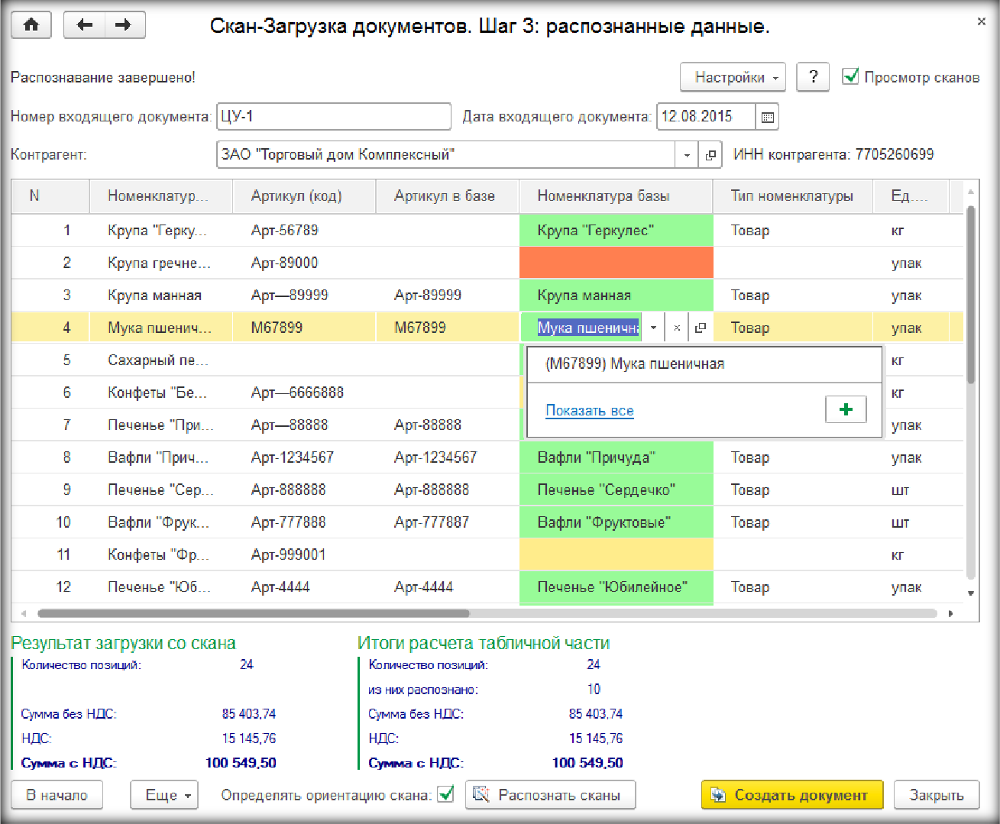 Скан-Загрузка документов. Шаг 3: распознанные данные.
Распознавание завершено!
Настройки
?
Просмотр сканов
Номер входящего документа: ЦУ-1 Дата входящего документа: 12.08.2015
Контрагент: ЗАО "Торговый дом Комплексный" ИНН контрагента: 7705260699
N Номенклатур... Артикул (код) Артикул в базе Номенклатура базы Тип номенклатуры Ед....
1 Крупа "Герку... Арт-56789 Крупа "Геркулес" Товар кг
2 Крупа гречне... Арт-89000 упак
3 Крупа манная Арт—89999 Арт-89999 Крупа манная Товар упак
4 Мука пшенич... М67899 М67899 Мука пшенична Товар упак
5 Сахарный пе... кг
(М67899) Мука пшеничная
6 Конфеты "Бе... Арт—6666888 кг
Показать все
7 Печенье "При... Арт—88888 Арт-88888 упак
8 Вафли "Прич... Арт-1234567 Арт-1234567 Вафли "Причуда" Товар упак
9 Печенье "Сер... Арт-888888 Арт-888888 Печенье "Сердечко" Товар шт
10 Вафли "Фрук... Арт-777888 Арт-777887 Вафли "Фруктовые" Товар шт
11 Конфеты "Фр... Арт-999001 кг
12 Печенье "Юб... Арт-4444 Арт-4444 Печенье "Юбилейное" Товар упак
Результат загрузки со скана
Количество позиций: 24
Сумма без НДС: 85 403,74
НДС: 15 145,76
Сумма с НДС: 100 549,50
Итоги расчета табличной части
Количество позиций: 24
из них распознано: 10
Сумма без НДС: 85 403,74
НДС: 15 145,76
Сумма с НДС: 100 549,50
В начало
Еще
Определять ориентацию скана:
Распознать сканы
Создать документ
Закрыть